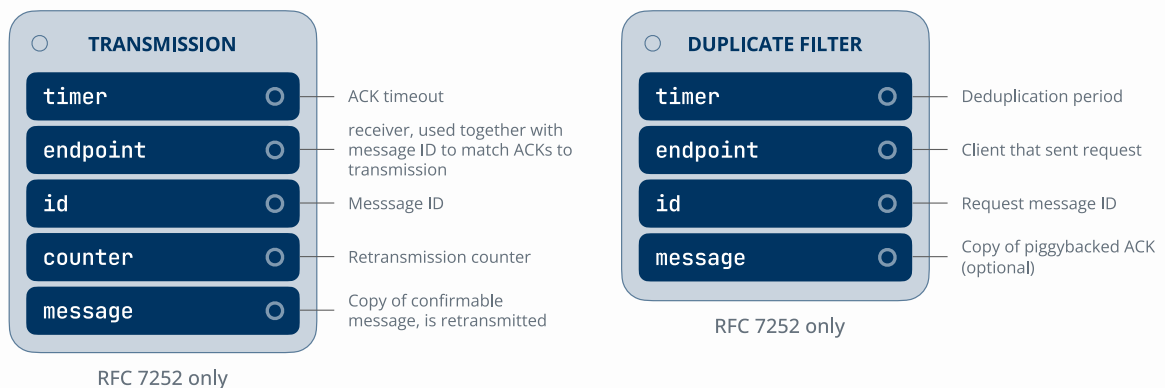 TRANSMISSION
timer
ACK timeout
endpoint
receiver, used together with
message ID to match ACKs to
transmission
id
Messsage ID
counter
Retransmission counter
message
Copy of confirmable
message, is retransmitted
RFC 7252 only
DUPLICATE FILTER
timer
Deduplication period
endpoint
Client that sent request
id
Request message ID
message
Copy of piggybacked ACK
(optional)
RFC 7252 only